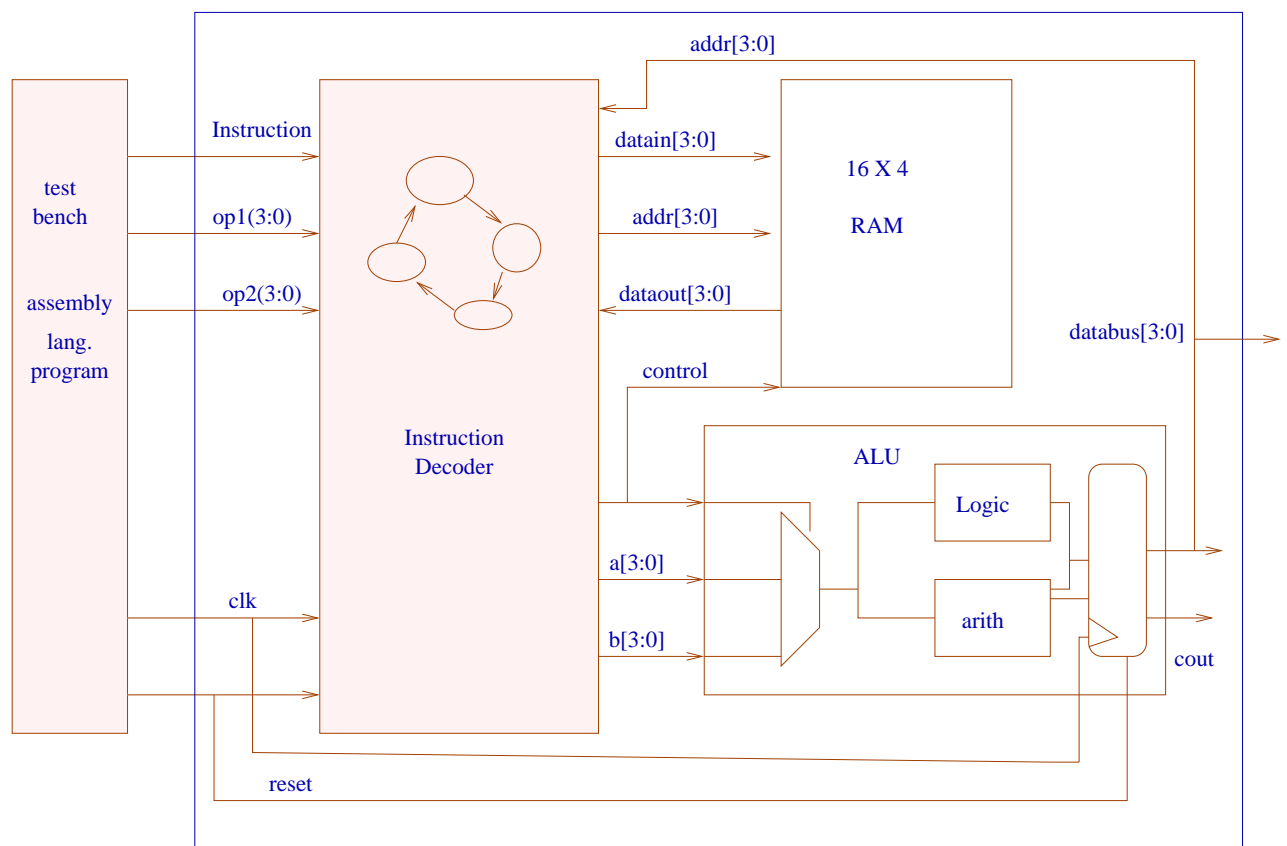 addr[3:0]
Instruction
datain[3:0]
16 X 4
test
bench
op1(3:0)
addr[3:0]
RAM
assembly
lang.
program
op2(3:0)
dataout[3:0]
databus[3:0]
control
Instruction
Decoder
ALU
Logic
a[3:0]
clk
arith
b[3:0]
cout
reset